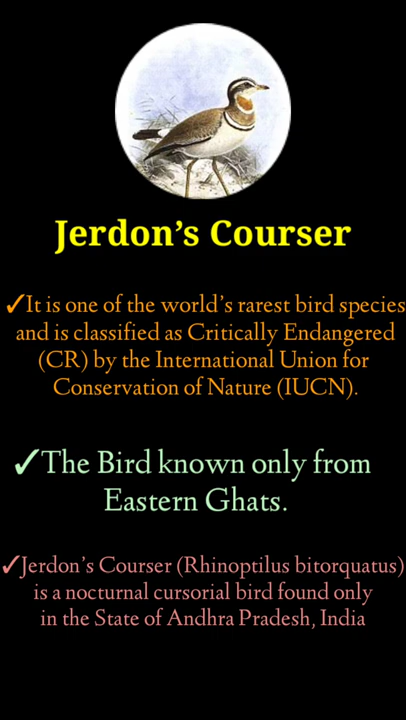 Jerdon's Courser
✓It is one of the world's rarest bird species
and is classified as Critically Endangered
(CR) by the International Union for
Conservation of Nature (IUCN).
✓The Bird known only from
Eastern Ghats.
✓Jerdon's Courser (Rhinoptilus bitorquatus)
is a nocturnal cursorial bird found only
in the State of Andhra Pradesh, India